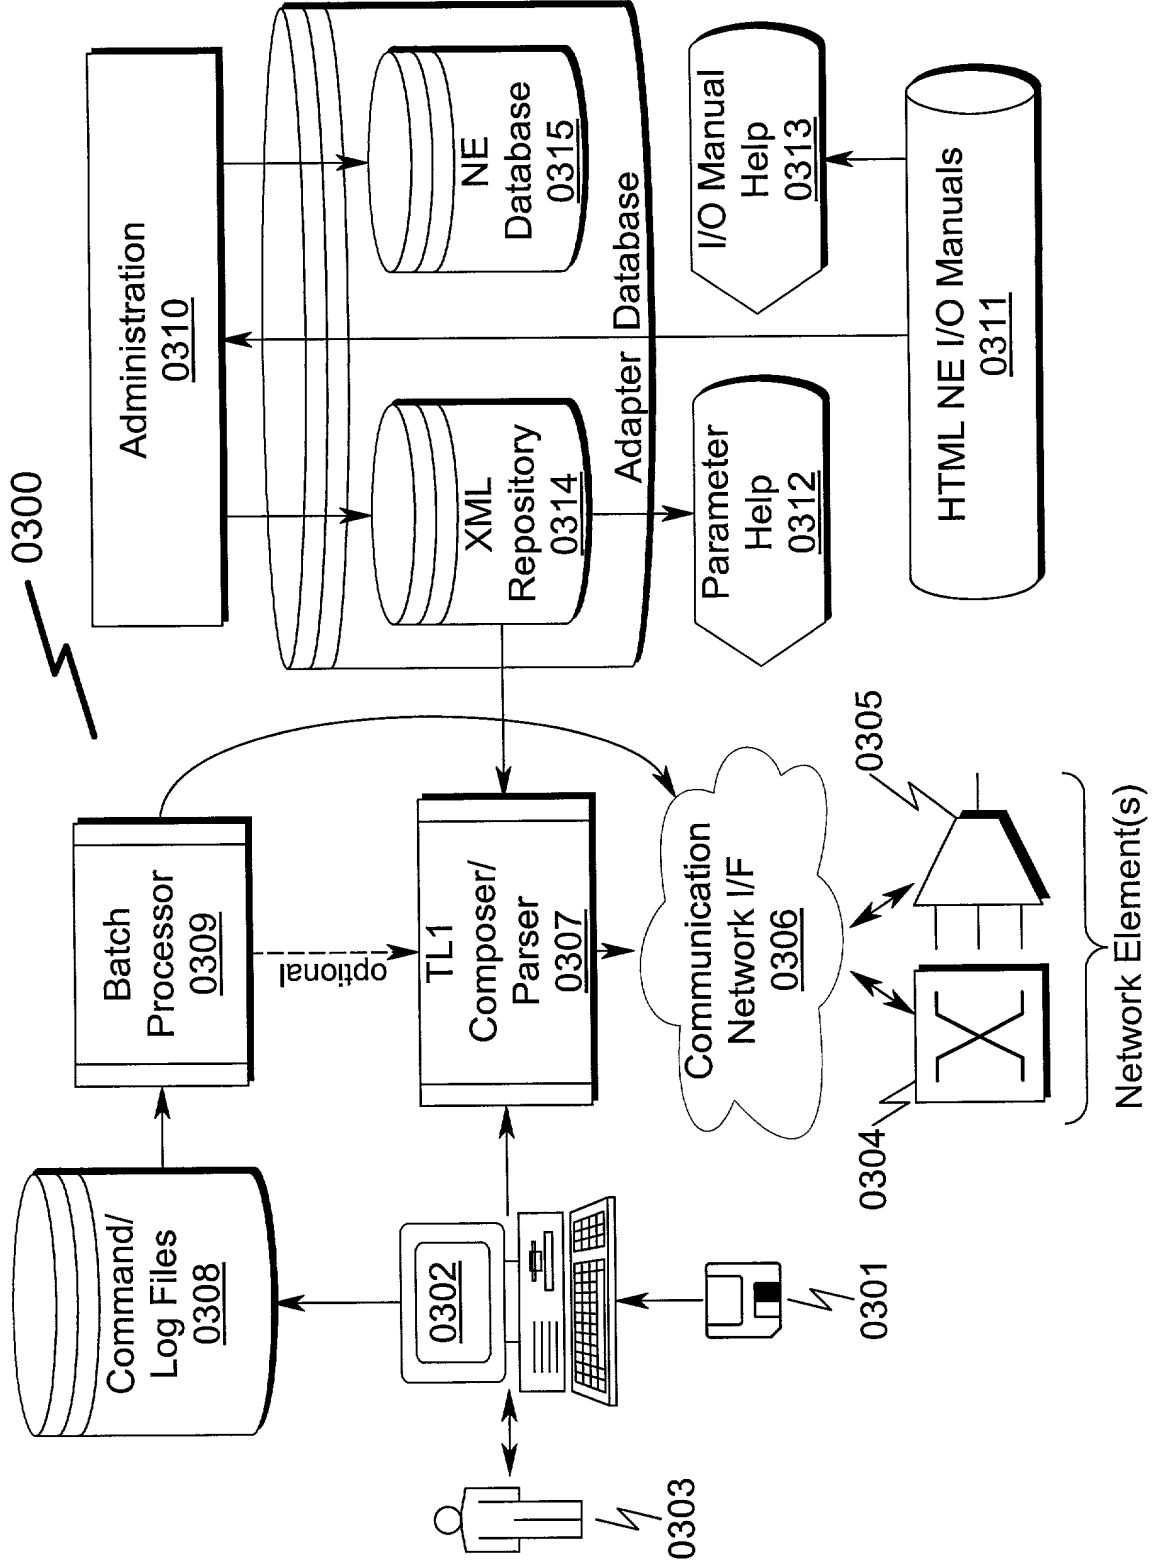 0300
Command/
Log Files
0308
Batch
Processor
0309
Administration
0310
optional
0302
TL1
Composer/
Parser
0307
XML
Repository
0314
NE
Database
0315
Adapter Database
0303
0301
Communication
Network I/F
0306
Parameter
Help
0312
I/O Manual
Help
0313
0304
0305
Network Element(s)
HTML NE I/O Manuals
0311